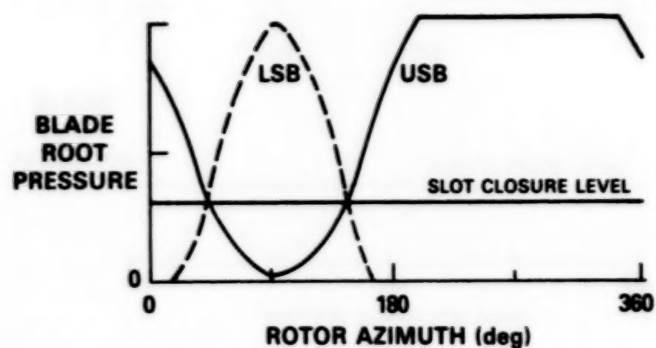 LSB
USB
BLADE
ROOT
PRESSURE
SLOT CLOSURE LEVEL
0
0
180
360
ROTOR AZIMUTH (deg)